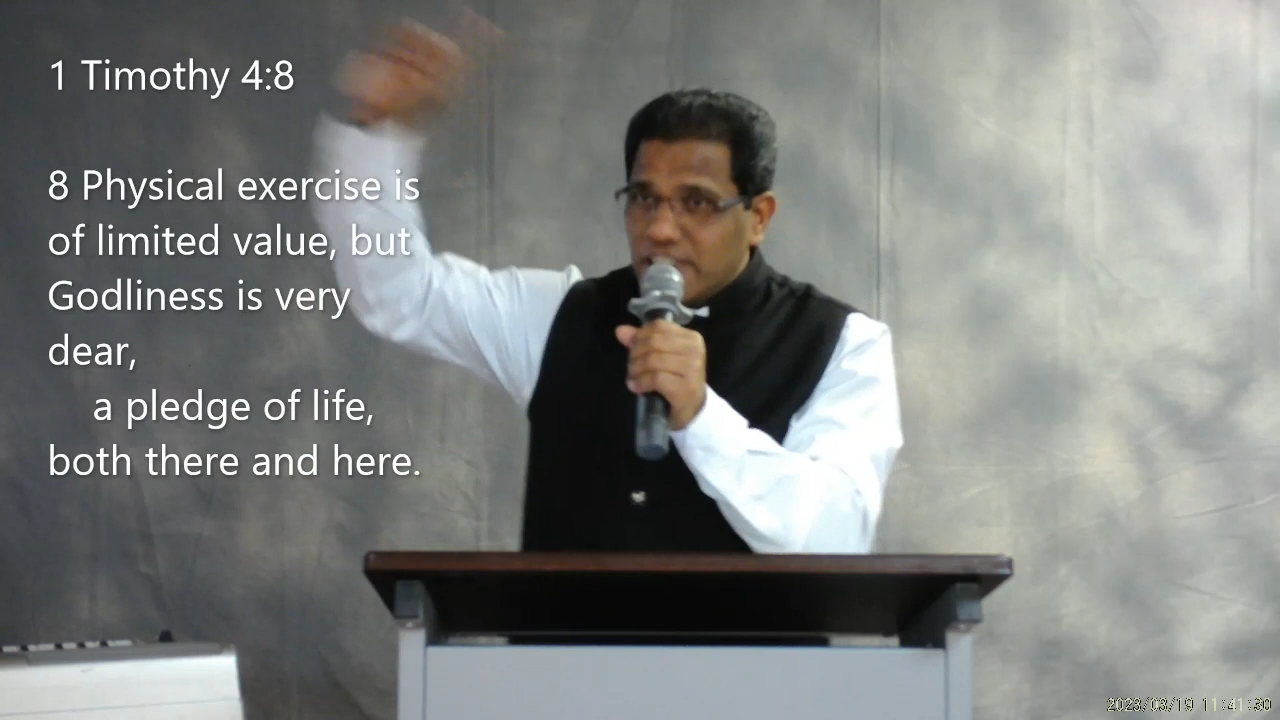 1 Timothy 4:8
8 Physical exercise is
of limited value, but
Godliness is very
dear,
a pledge of life,
both there and here.
2023/03/19 11:41:30